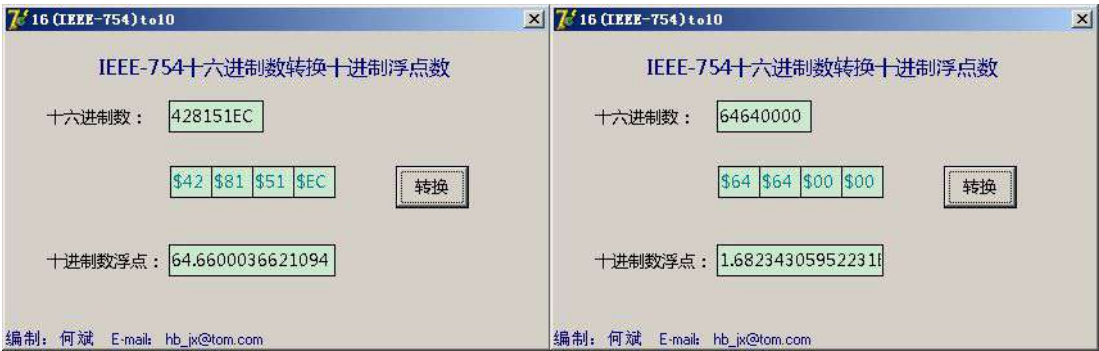 16(IEEE-754)to10
IEEE-754十六进制数转换十进制浮点数
十六进制数： 428151EC
$42 $81 $51 $EC 转换
十进制数浮点： 64.6600036621094
编制：何斌 E-mail: hb_jx@tom.com
16(IEEE-754)to10
IEEE-754十六进制数转换十进制浮点数
十六进制数： 64640000
$64 $64 $00 $00 转换
十进制数浮点： 1.68234305952231E
编制：何斌 E-mail: hb_jx@tom.com